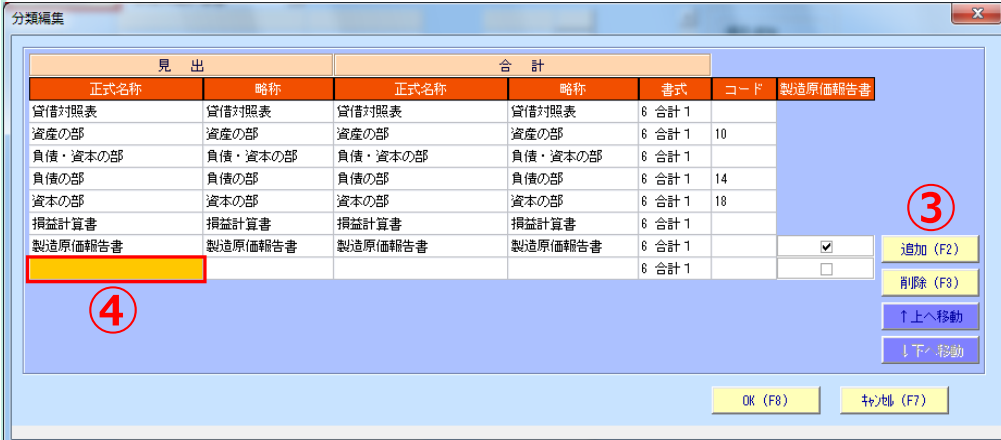 分類編集
見 出 合 計
正式名称 略称 正式名称 略称 書式 コード 製造原価報告書
貸借対照表 貸借対照表 貸借対照表 貸借対照表 6 合計1
資産の部 資産の部 資産の部 資産の部 6 合計1 10
負債・資本の部 負債・資本の部 負債・資本の部 負債・資本の部 6 合計1
負債の部 負債の部 負債の部 負債の部 6 合計1 14
資本の部 資本の部 資本の部 資本の部 6 合計1 18
③
損益計算書 損益計算書 損益計算書 損益計算書 6 合計1
製造原価報告書 製造原価報告書 製造原価報告書 製造原価報告書 6 合計1 追加 (F2)
6 合計1
削除 (F3)
④
↑上へ移動
↓下へ移動
OK (F8) ｷｬﾝｾﾙ (F7)